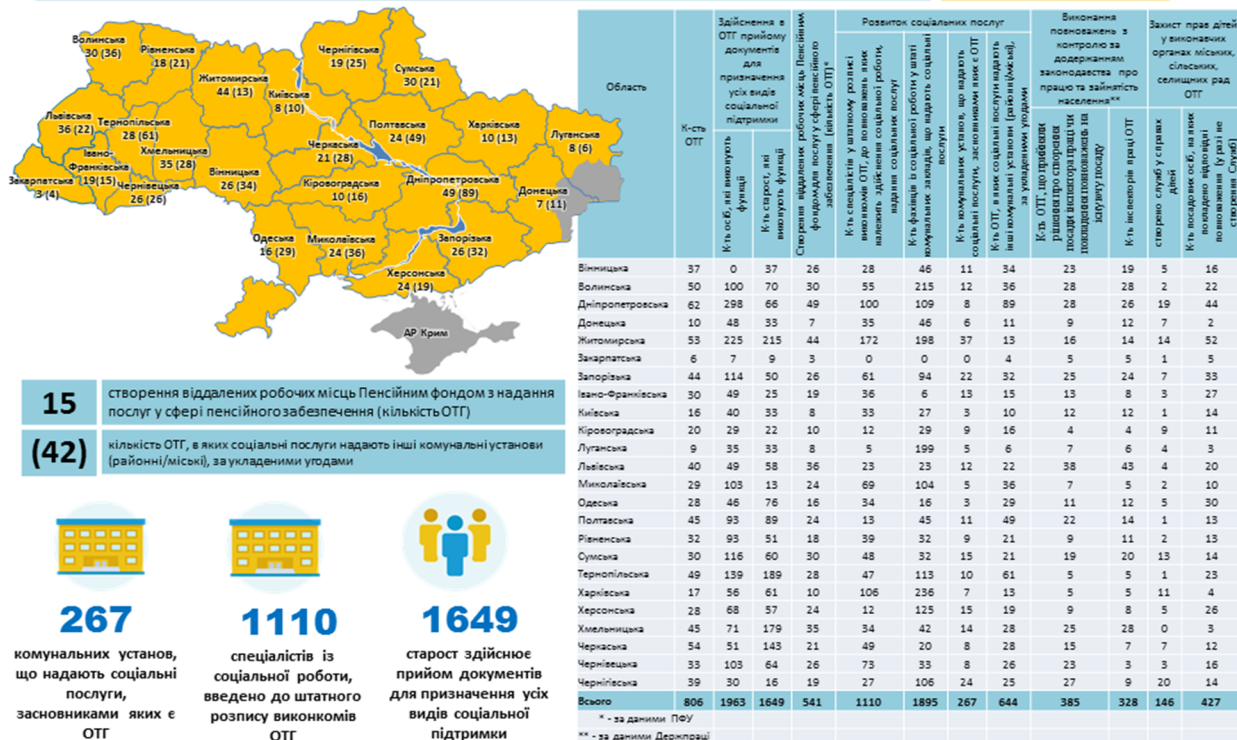 Волинська
30 (36)
Рівненська
18 (21)
Житомирська
44 (13)
Київська
8 (10)
Чернігівська
19 (25)
Сумська
30 (21)
Львівська
36 (22)
Тернопільська
28 (61)
Хмельницька
35 (28)
Івано-
Франківська
19(15)
Закарпатська
3 (4)
Чернівецька
26 (26)
Вінницька
26 (34)
Черкаська
21 (28)
Полтавська
24 (49)
Харківська
10 (13)
Луганська
8 (6)
Кіровоградська
10 (16)
Дніпропетровська
49 (89)
Донецька
7 (11)
Одеська
16 (29)
Миколаївська
24 (36)
Запорізька
26 (32)
Херсонська
24 (19)
АР Крим
15
створення віддалених робочих місць Пенсійним фондом з надання
послуг у сфері пенсійного забезпечення (кількість ОТГ)
(42)
кількість ОТГ, в яких соціальні послуги надають інші комунальні установи
(районні/міські), за укладеними угодами
267
комунальних установ,
що надають соціальні
послуги,
засновниками яких є
ОТГ
1110
спеціалістів із
соціальної роботи,
введено до штатного
розпису виконкомів
ОТГ
1649
старост здійснює
прийом документів
для призначення усіх
видів соціальної
підтримки
Область
К-сть
ОТГ
Здійснення в
ОТГ прийому
документів
для
призначення
усіх видів
соціальної
підтримки
К-ть осіб, які виконують
функції
К-ть старост, які
виконують функції
Створення віддалених робочих місць Пенсійним
фондом для послуг у сфері пенсійного
забезпечення (кількість ОТГ)*
Розвиток соціальних послуг
К-ть спеціалістів у штатному розписі
виконкомів ОТГ, до повноважень яких
належить здійснення соціальної роботи,
надання соціальних послуг
К-ть фахівців із соціальної роботи у штаті
комунальних закладів, що надають соціальні
послуги
К-ть комунальних установ, що надають
соціальні послуги, засновниками яких є ОТГ
К-ть ОТГ, в яких соціальні послуги надають
інші комунальні установи (районні/міські),
за укладеними угодами
Виконання
повноважень з
контролю за
додержанням
законодавства про
працю та зайнятість
населення**
К-ть ОТГ, що прийняли
рішення про створення
посади інспектора праці чи
покладення повноважень на
існуючу посаду
К-ть інспекторів праці ОТГ
Захист прав дітей
у виконавчих
органах міських,
сільських,
селищних рад
ОТГ
створено служб у справах
дітей
К-ть посадових осіб, на яких
покладено відповідні
повноваження (у разі не
створення Служб)
Вінницька 37 0 37 26 28 46 11 34 23 19 5 16
Волинська 50 100 70 30 55 215 12 36 28 28 2 22
Дніпропетровська 62 298 66 49 100 109 8 89 28 26 19 44
Донецька 10 48 33 7 35 46 6 11 9 12 7 2
Житомирська 53 225 215 44 172 198 37 13 16 14 14 52
Закарпатська 6 7 9 3 0 0 0 4 5 5 1 5
Запорізька 44 114 50 26 61 94 22 32 25 24 7 33
Івано-Франківська 30 49 25 19 36 6 13 15 13 8 3 27
Київська 16 40 33 8 33 27 3 10 12 12 1 14
Кіровоградська 20 29 22 10 12 29 9 16 4 4 9 11
Луганська 9 35 33 8 5 199 5 6 7 6 4 3
Львівська 40 49 58 36 23 23 12 22 38 43 4 20
Миколаївська 29 103 13 24 69 104 5 36 7 5 2 10
Одеська 28 46 76 16 34 16 3 29 11 12 5 30
Полтавська 45 93 89 24 13 45 11 49 22 14 1 13
Рівненська 32 93 51 18 39 32 9 21 9 11 2 13
Сумська 30 116 60 30 48 32 15 21 19 20 13 14
Тернопільська 49 139 189 28 47 113 10 61 5 5 1 23
Харківська 17 56 61 10 106 236 7 13 5 5 11 4
Херсонська 28 68 57 24 12 125 15 19 9 8 5 26
Хмельницька 45 71 179 35 34 42 14 28 25 28 0 3
Черкаська 54 51 143 21 49 20 8 28 15 7 7 12
Чернівецька 33 103 64 26 73 33 8 26 23 3 3 16
Чернігівська 39 30 16 19 27 106 24 25 27 9 20 14
Всього 806 1963 1649 541 1110 1895 267 644 385 328 146 427
* - за даними ПФУ
** - за даними Держпраці